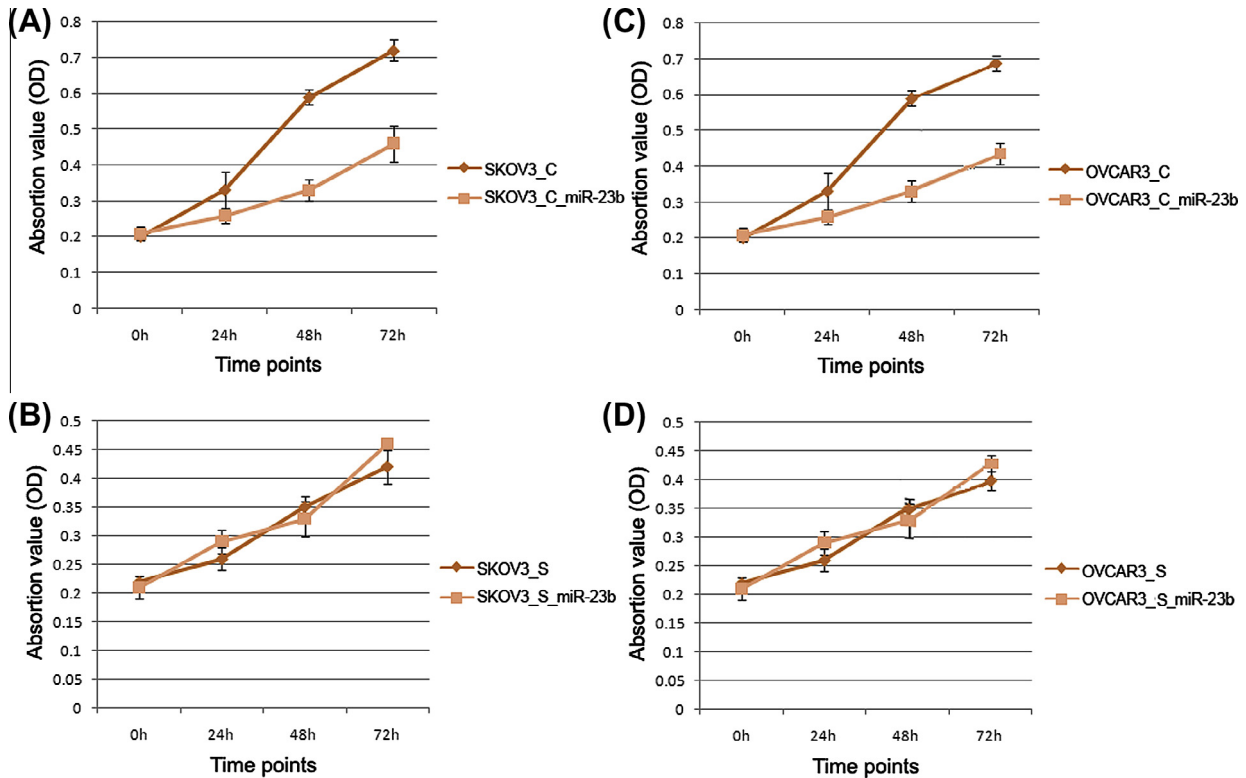 (A)
Absortion value (OD)
0.8
0.7
0.6
0.5
0.4
0.3
0.2
0.1
0
0h 24h 48h 72h
Time points
SKOV3_C
SKOV3_C_miR-23b
(C)
Absortion value (OD)
0.8
0.7
0.6
0.5
0.4
0.3
0.2
0.1
0
0h 24h 48h 72h
Time points
OVCAR3_C
OVCAR3_C_miR-23b
(B)
Absortion value (OD)
0.5
0.45
0.4
0.35
0.3
0.25
0.2
0.15
0.1
0.05
0
0h 24h 48h 72h
Time points
SKOV3_S
SKOV3_S_miR-23b
(D)
Absortion value (OD)
0.5
0.45
0.4
0.35
0.3
0.25
0.2
0.15
0.1
0.05
0
0h 24h 48h 72h
Time points
OVCAR3_S
OVCAR3_S_miR-23b